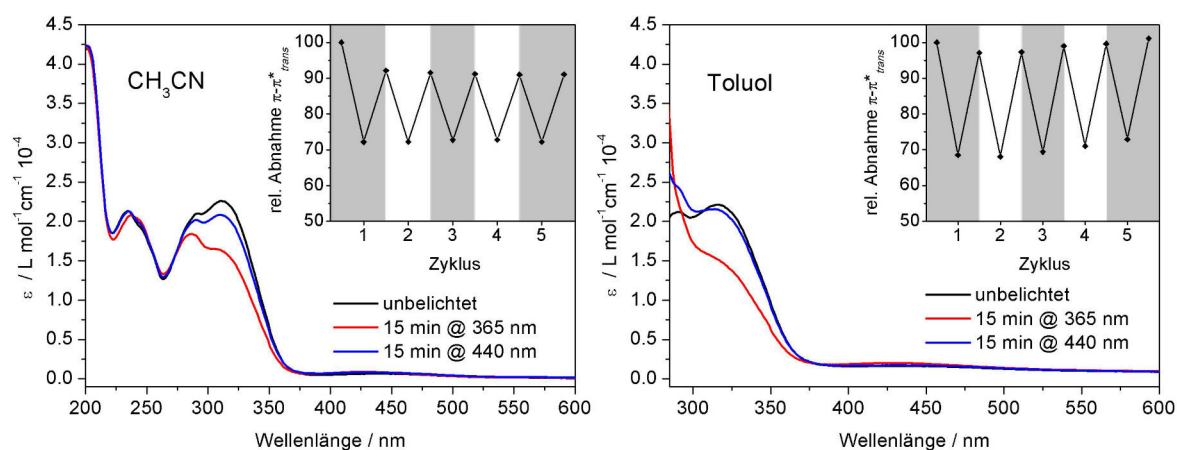 CH₃CN
ε / L mol⁻¹cm⁻¹ 10⁻⁴
4.5
4.0
3.5
3.0
2.5
2.0
1.5
1.0
0.5
0.0
200 250 300 350 400 450 500 550 600
Wellenlänge / nm
rel. Abnahme π-π*trans
100
90
80
70
60
50
1 2 3 4 5
Zyklus
unbelichtet
15 min @ 365 nm
15 min @ 440 nm
Toluol
ε / L mol⁻¹cm⁻¹ 10⁻⁴
4.5
4.0
3.5
3.0
2.5
2.0
1.5
1.0
0.5
0.0
300 350 400 450 500 550 600
Wellenlänge / nm
rel. Abnahme π-π*trans
100
90
80
70
60
50
1 2 3 4 5
Zyklus
unbelichtet
15 min @ 365 nm
15 min @ 440 nm